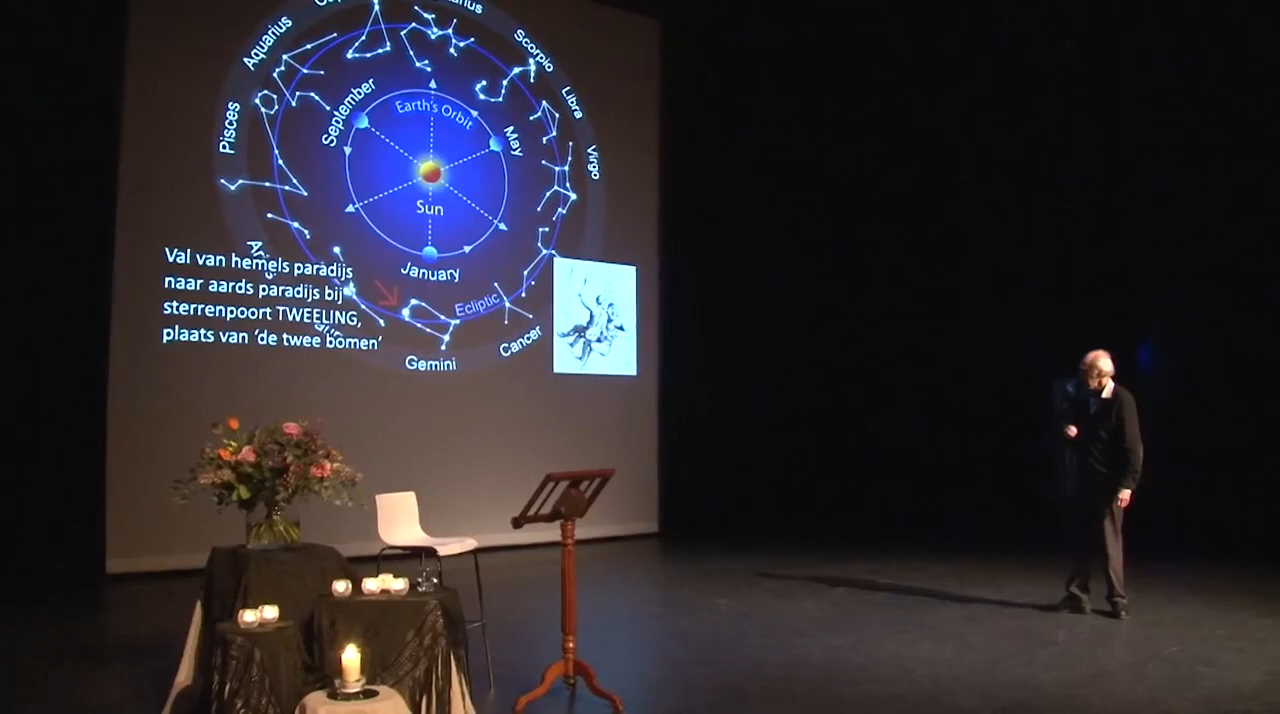 Aquarius
Scorpio
Libra
Pisces
Virgo
September
Earth's Orbit
May
Sun
January
Ecliptic
Cancer
Gemini
Val van hemels paradijs
naar aards paradijs bij
sterrenpoort TWEELING,
plaats van ‘de twee bomen’